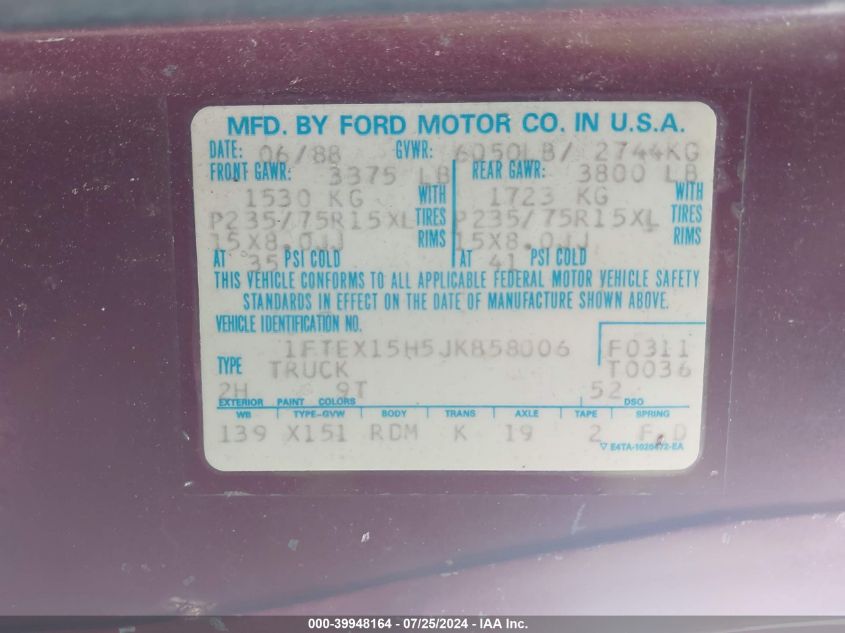 MFD. BY FORD MOTOR CO. IN U.S.A.
DATE: 06/88 GVWR: 6050LB/ 2744KG
FRONT GAWR: 3375 LB REAR GAWR: 3800 LB
1530 KG WITH 1723 KG WITH
P235/75R15XL TIRES P235/75R15XL TIRES
15X8.0JJ RIMS 15X8.0JJ RIMS
AT 35 PSI COLD AT 41 PSI COLD
THIS VEHICLE CONFORMS TO ALL APPLICABLE FEDERAL MOTOR VEHICLE SAFETY
STANDARDS IN EFFECT ON THE DATE OF MANUFACTURE SHOWN ABOVE.
VEHICLE IDENTIFICATION NO.
1FTEX15H5JK858006 F0311
TYPE TRUCK T0036
2H 9T 52
EXTERIOR PAINT COLORS DSO
WB TYPE-GVW BODY TRANS AXLE TAPE SPRING
139 X151 RDM K 19 2 F,D
▽ E4TA-1020472-EA
000-39948164 - 07/25/2024 - IAAI.com